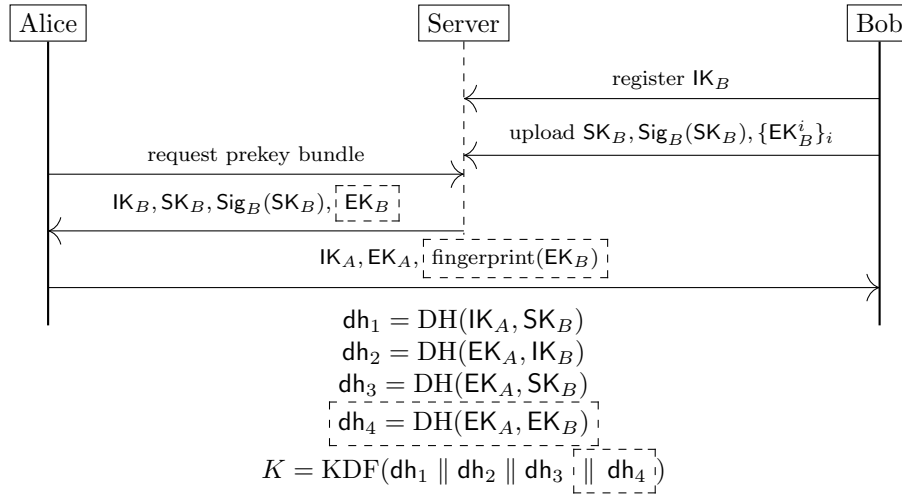 Alice Server Bob
register IK_B
upload SK_B, Sig_B(SK_B), {EK_B^i}_i
request prekey bundle
IK_B, SK_B, Sig_B(SK_B), EK_B
IK_A, EK_A, fingerprint(EK_B)
dh_1 = DH(IK_A, SK_B)
dh_2 = DH(EK_A, IK_B)
dh_3 = DH(EK_A, SK_B)
dh_4 = DH(EK_A, EK_B)
K = KDF(dh_1 ∥ dh_2 ∥ dh_3 ∥ dh_4)